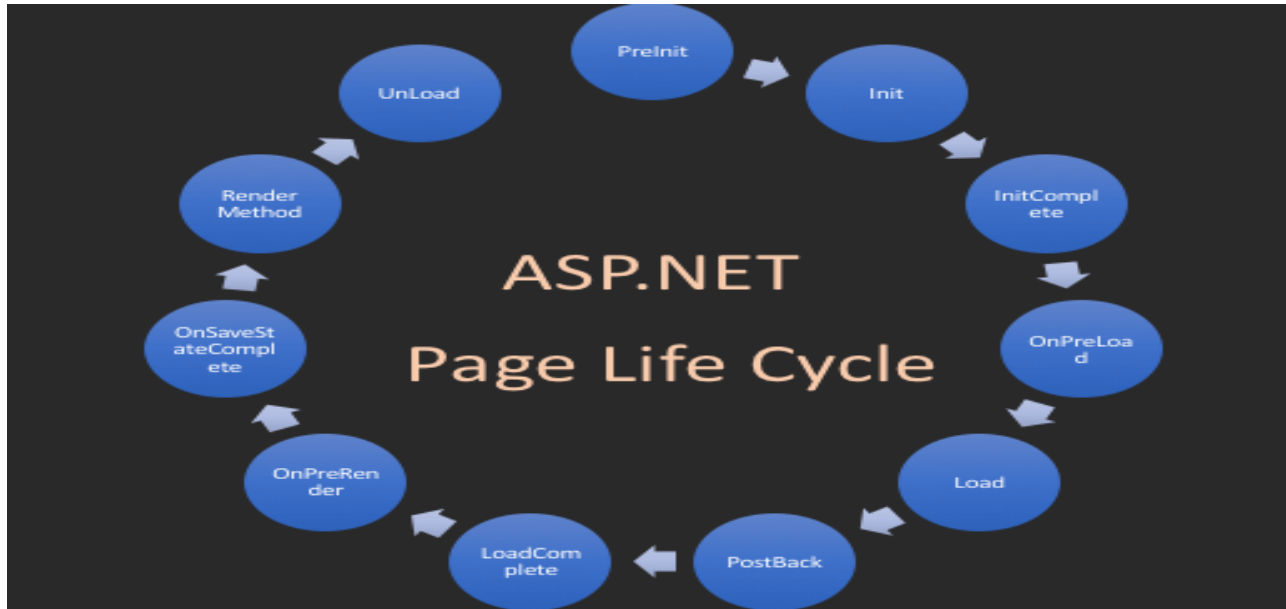 PreInit
Init
InitCompl
ete
OnPreLoa
d
Load
PostBack
LoadCom
plete
OnPreRen
der
OnSaveSt
ateCompl
ete
Render
Method
UnLoad
ASP.NET
Page Life Cycle